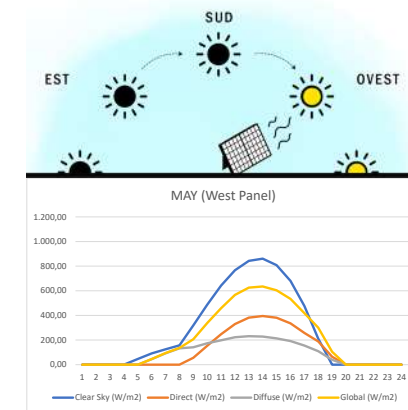 SUD
EST
OVEST
MAY (West Panel)
1.200,00
1.000,00
800,00
600,00
400,00
200,00
0,00
1 2 3 4 5 6 7 8 9 10 11 12 13 14 15 16 17 18 19 20 21 22 23 24
Clear Sky (W/m2) Direct (W/m2) Diffuse (W/m2) Global (W/m2)